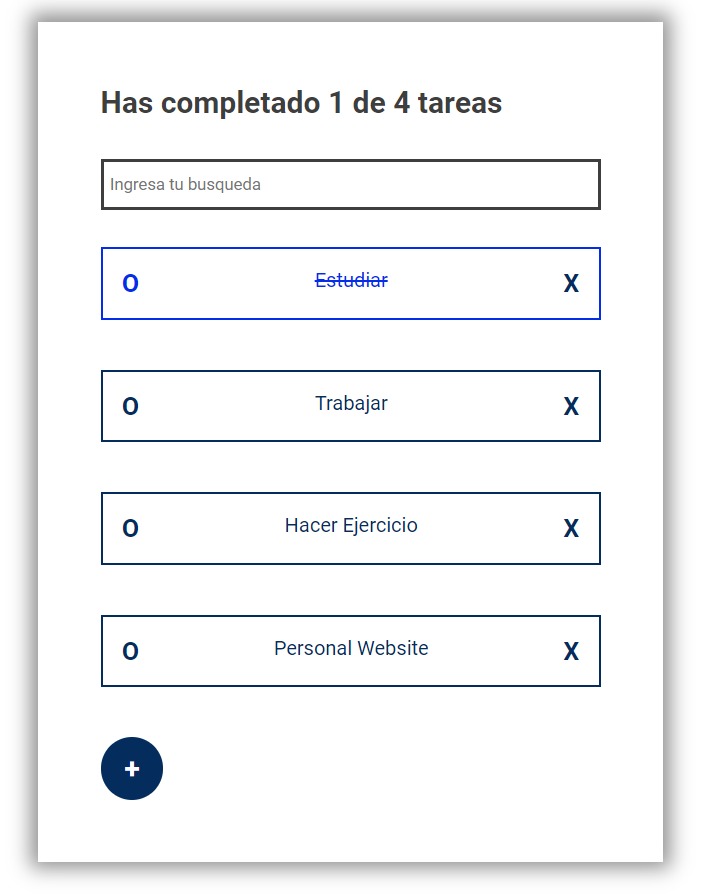 Has completado 1 de 4 tareas
Ingresa tu busqueda
O Estudiar X
O Trabajar X
O Hacer Ejercicio X
O Personal Website X
+